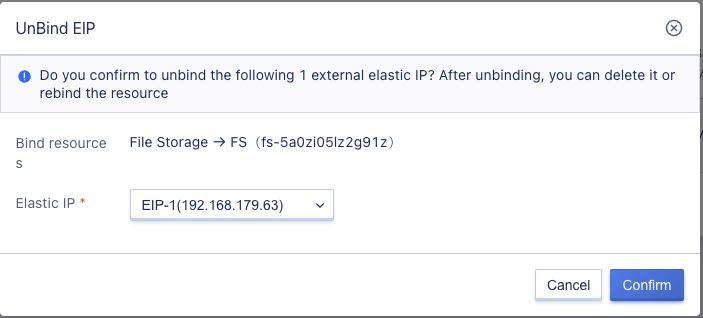 UnBind EIP
Do you confirm to unbind the following 1 external elastic IP? After unbinding, you can delete it or
rebind the resource
Bind resource
s
File Storage → FS（fs-5a0zi05lz2g91z）
Elastic IP *
EIP-1(192.168.179.63)
Cancel
Confirm